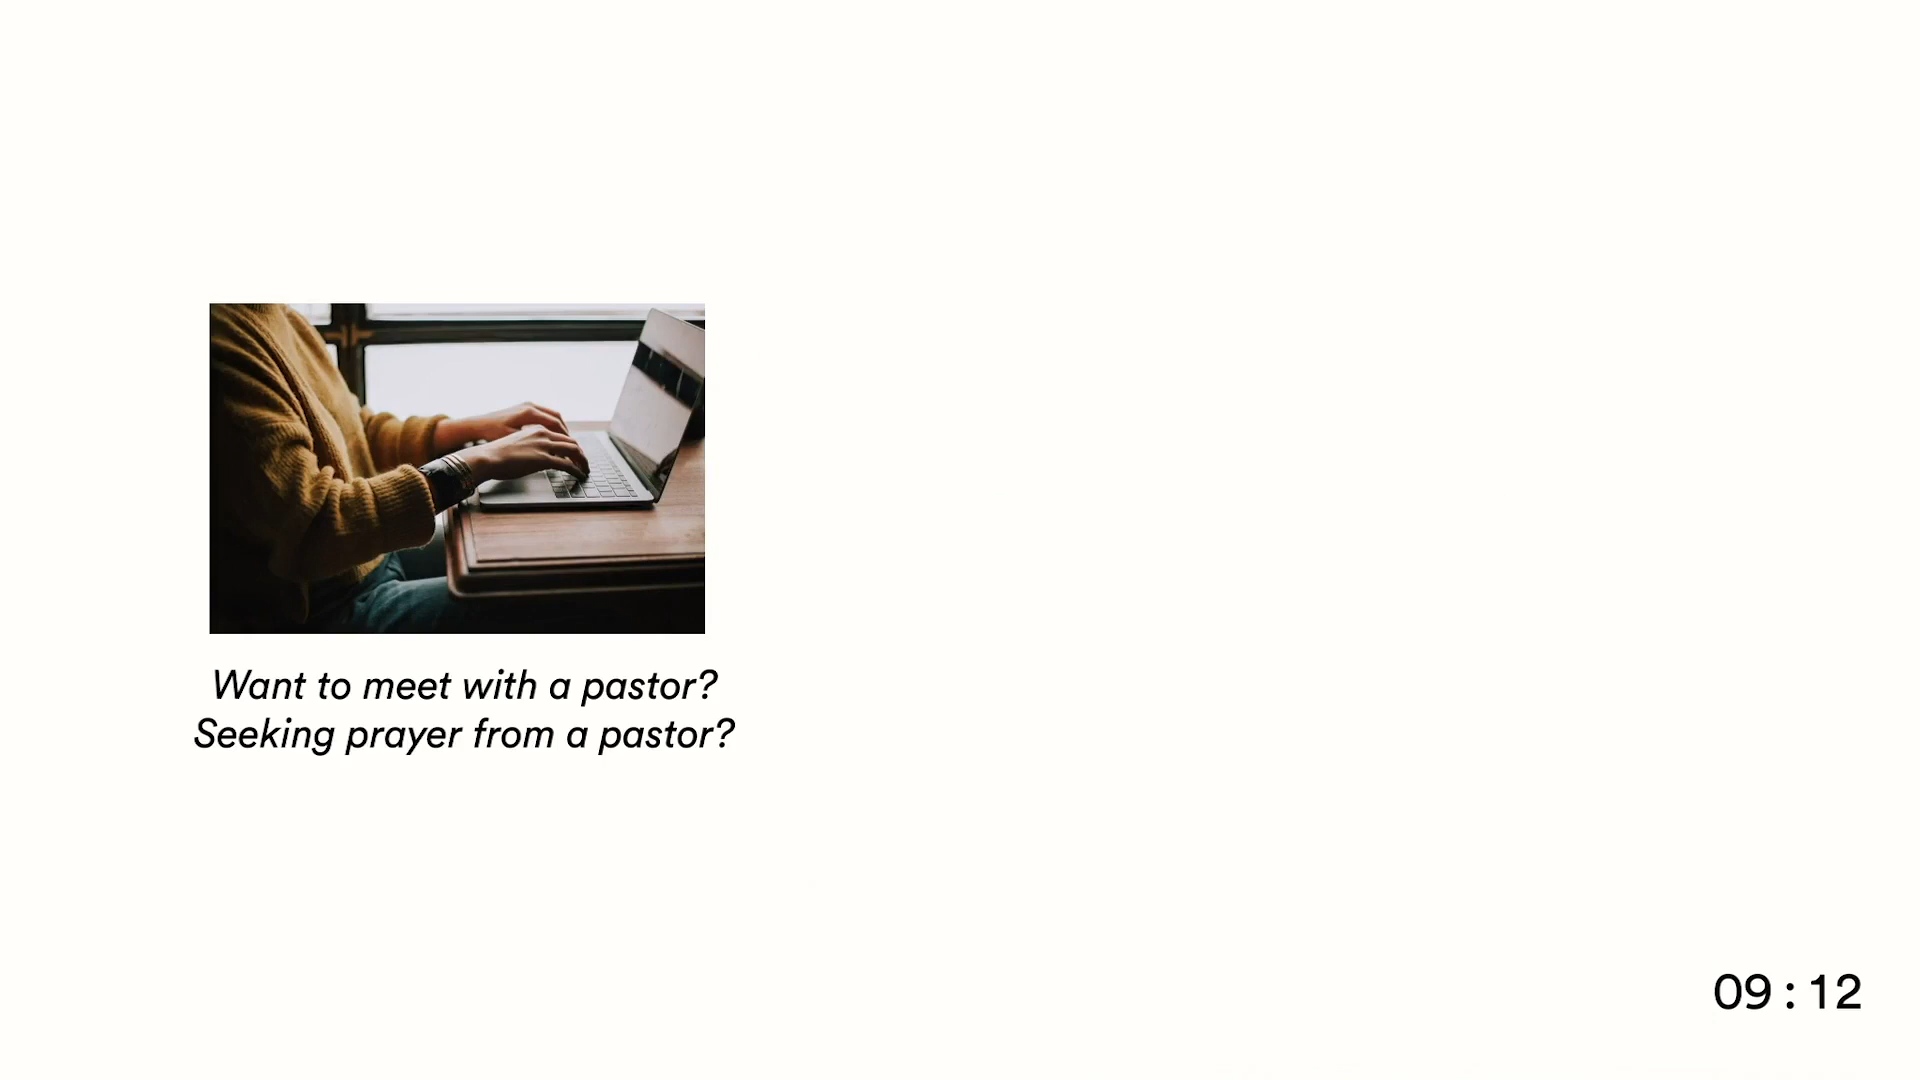 Want to meet with a pastor?
Seeking prayer from a pastor?
09:12